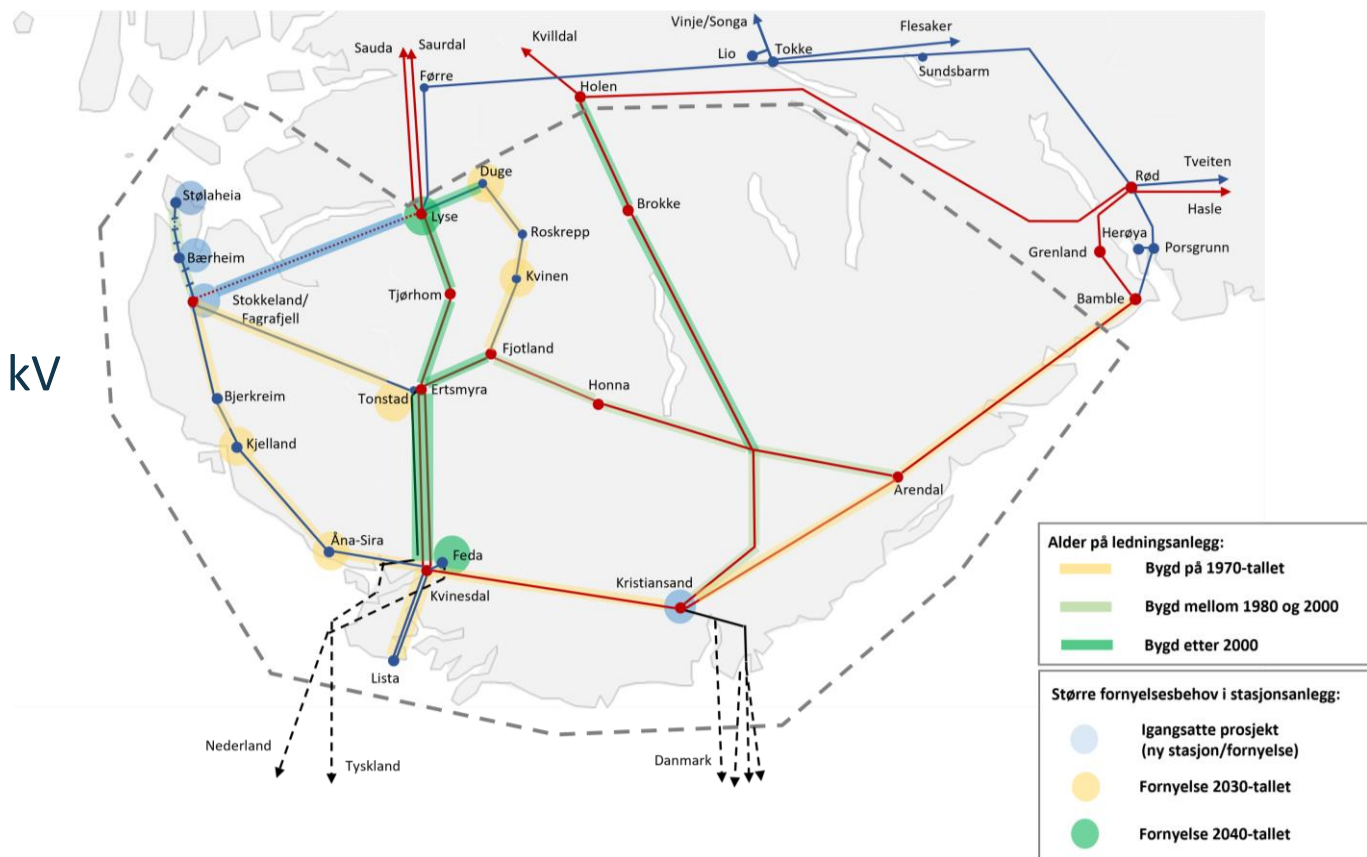 Vinje/Songa
Flesaker
Kvilldal
Sauda
Saurdal
Lio
Tokke
Sundsbarm
Førre
Holen
Duge
Tveiten
Rød
Stølaheia
Hasle
Lyse
Brokke
Roskrepp
Herøya
Porsgrunn
Grenland
Bærheim
Kvinen
Tjørhom
Stokkeland/
Fagrafjell
Bamble
Fjotland
kV
Honna
Tonstad
Ertsmyra
Bjerkreim
Kjelland
Arendal
Åna-Sira
Feda
Kristiansand
Kvinesdal
Lista
Nederland
Tyskland
Danmark
Alder på ledningsanlegg:
Bygd på 1970-tallet
Bygd mellom 1980 og 2000
Bygd etter 2000
Større fornyelsesbehov i stasjonsanlegg:
Igangsatte prosjekt
(ny stasjon/fornyelse)
Fornyelse 2030-tallet
Fornyelse 2040-tallet